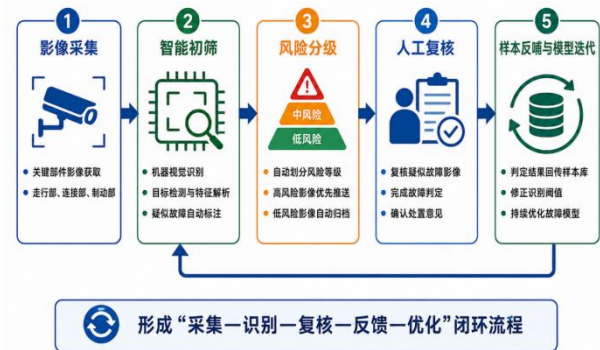 1
影像采集
• 关键部件影像获取
• 走行部、连接部、制动部
2
智能初筛
• 机器视觉识别
• 目标检测与特征解析
• 疑似故障自动标注
3
风险分级
中风险
低风险
• 自动划分风险等级
• 高风险影像优先推送
• 低风险影像自动归档
4
人工复核
• 复核疑似故障影像
• 完成故障判定
• 确认处置意见
5
样本反哺与模型迭代
• 判定结果回传样本库
• 修正识别阈值
• 持续优化故障模型
形成“采集—识别—复核—反馈—优化”闭环流程